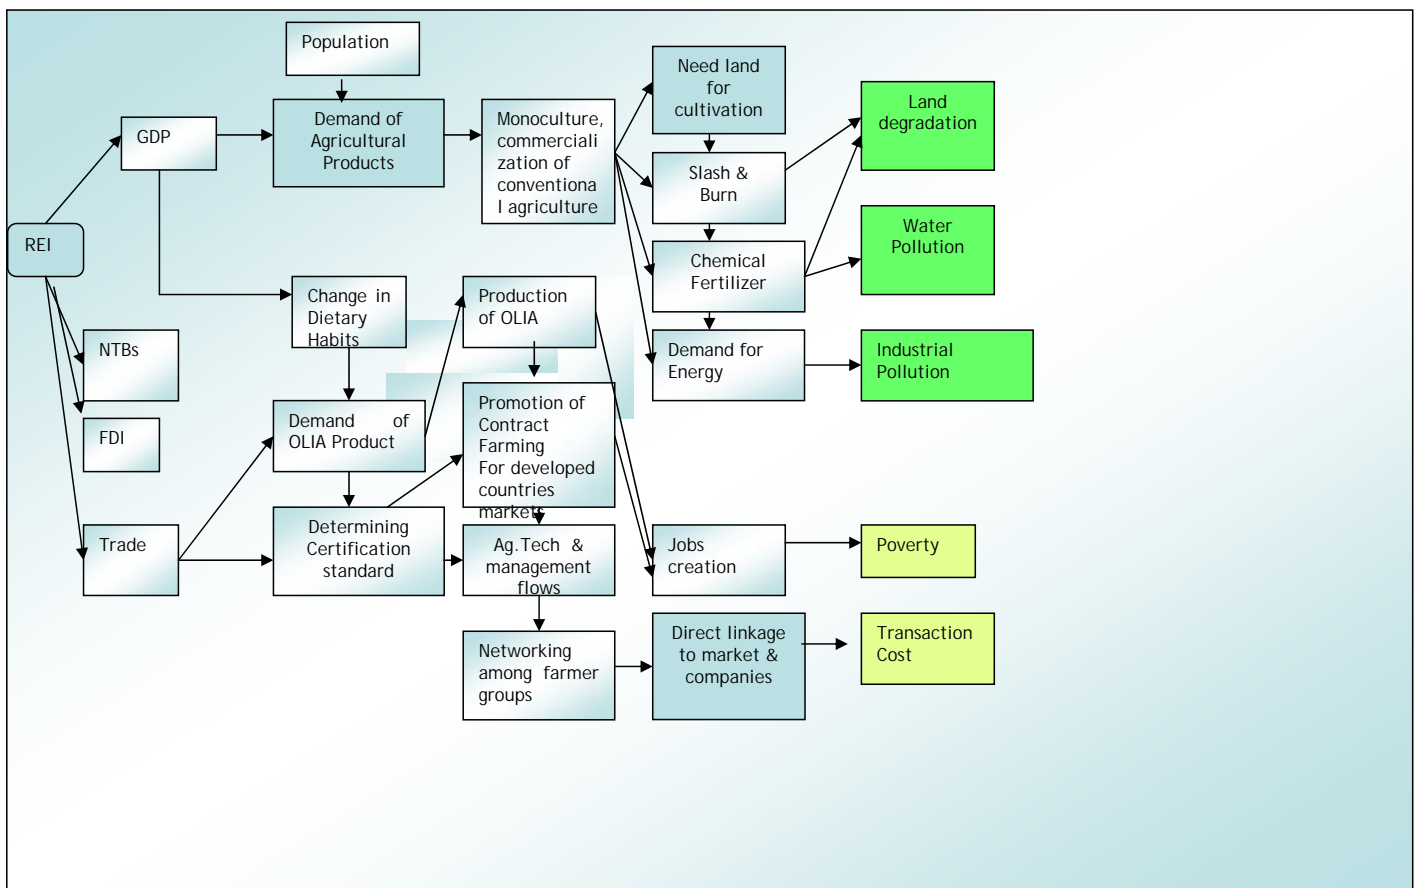 Population
Need land
for
cultivation
Land
degradation
GDP
Demand of
Agricultural
Products
Monoculture,
commerciali
zation of
conventiona
l agriculture
Slash &
Burn
REI
Water
Pollution
Chemical
Fertilizer
Change in
Dietary
Habits
Production
of OLIA
NTBs
Demand for
Energy
Industrial
Pollution
FDI
Demand of
OLIA Product
Promotion of
Contract
Farming
For developed
countries
markets
Trade
Determining
Certification
standard
Ag.Tech &
management
flows
Jobs
creation
Poverty
Networking
among farmer
groups
Direct linkage
to market &
companies
Transaction
Cost